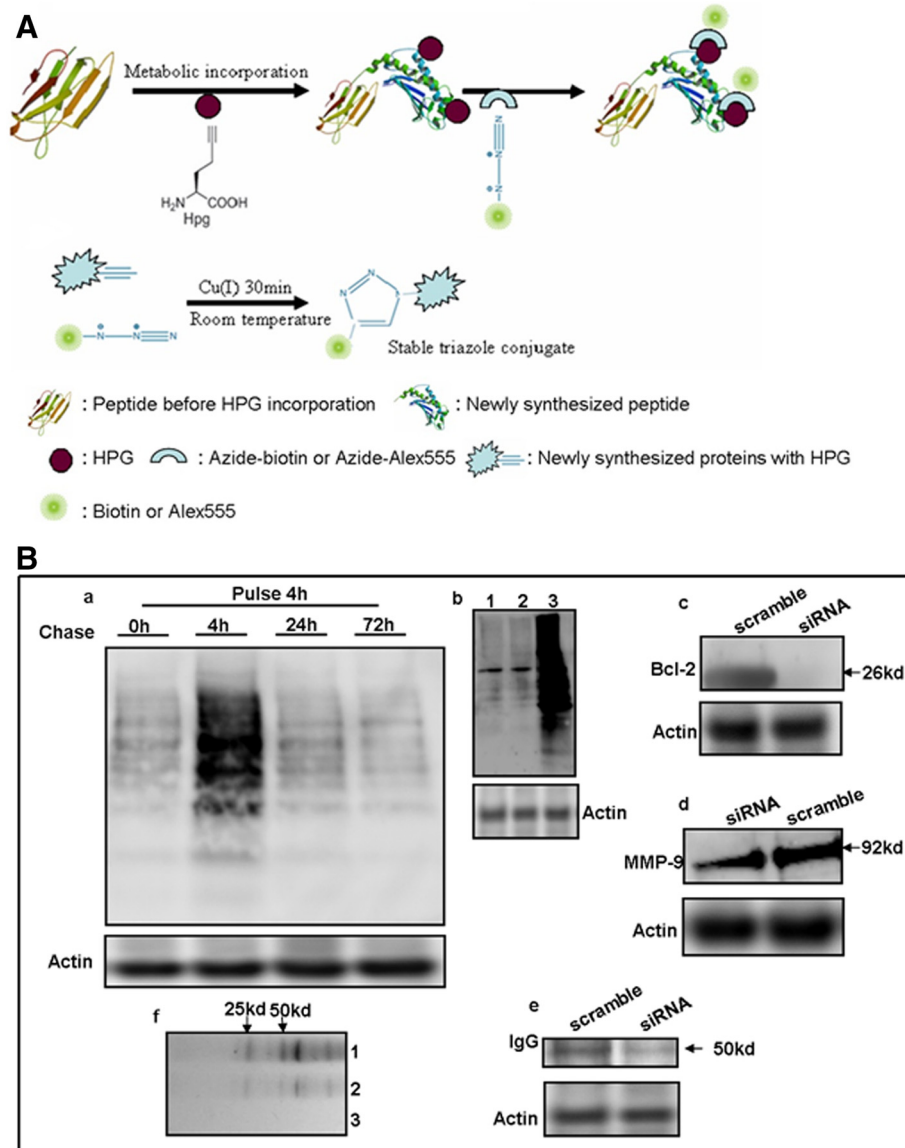 A
Metabolic incorporation
H₂N COOH
Hpg
N
N
N
Cu(I) 30min
Room temperature
N N N
N
N
Stable triazole conjugate
: Peptide before HPG incorporation : Newly synthesized peptide
: HPG : Azide-biotin or Azide-Alex555 : Newly synthesized proteins with HPG
: Biotin or Alex555
B
a
Pulse 4h
Chase 0h 4h 24h 72h
Actin
b
1 2 3
Actin
c
scramble siRNA
Bcl-2 26kd
Actin
d
siRNA scramble
MMP-9 92kd
Actin
f
25kd 50kd
1
2
3
e
scramble siRNA
IgG 50kd
Actin